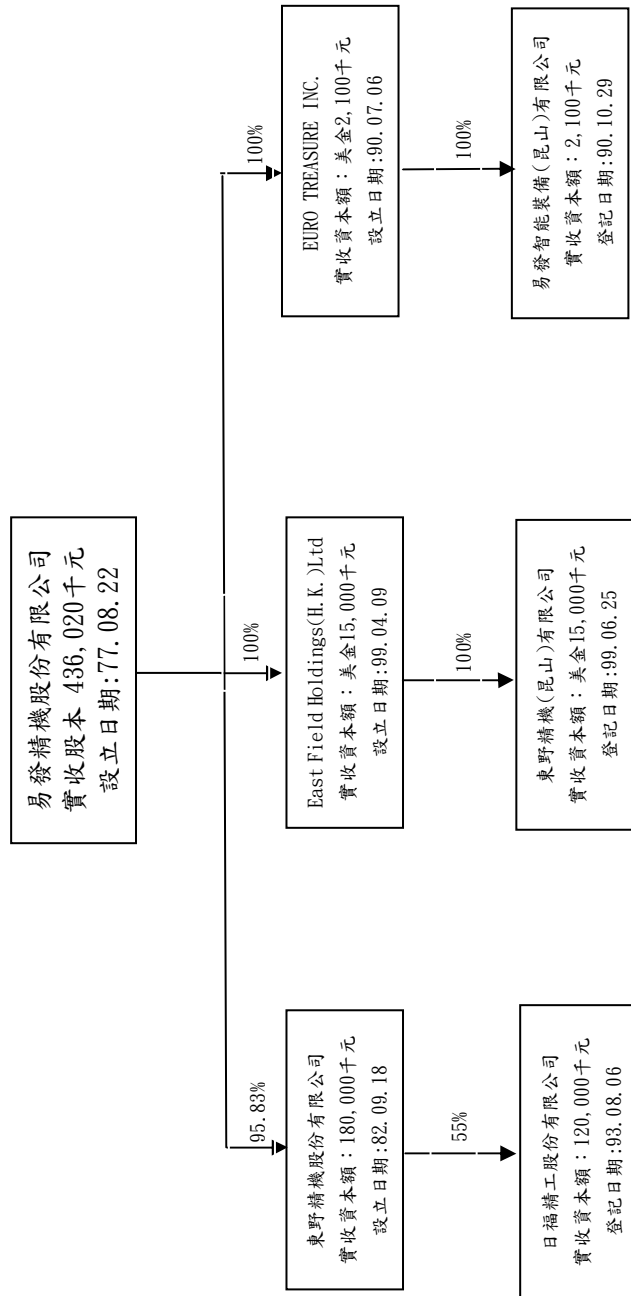 易發精機股份有限公司
實收股本 436,020千元
設立日期:77.08.22
95.83%
100%
100%
東野精機股份有限公司
實收資本額：180,000千元
設立日期:82.09.18
East Field Holdings(H.K.)Ltd
實收資本額：美金15,000千元
設立日期:99.04.09
EURO TREASURE INC.
實收資本額：美金2,100千元
設立日期:90.07.06
55%
100%
100%
日福精工股份有限公司
實收資本額：120,000千元
登記日期:93.08.06
東野精機(昆山)有限公司
實收資本額：美金15,000千元
登記日期:99.06.25
易發智能裝備(昆山)有限公司
實收資本額：2,100千元
登記日期:90.10.29